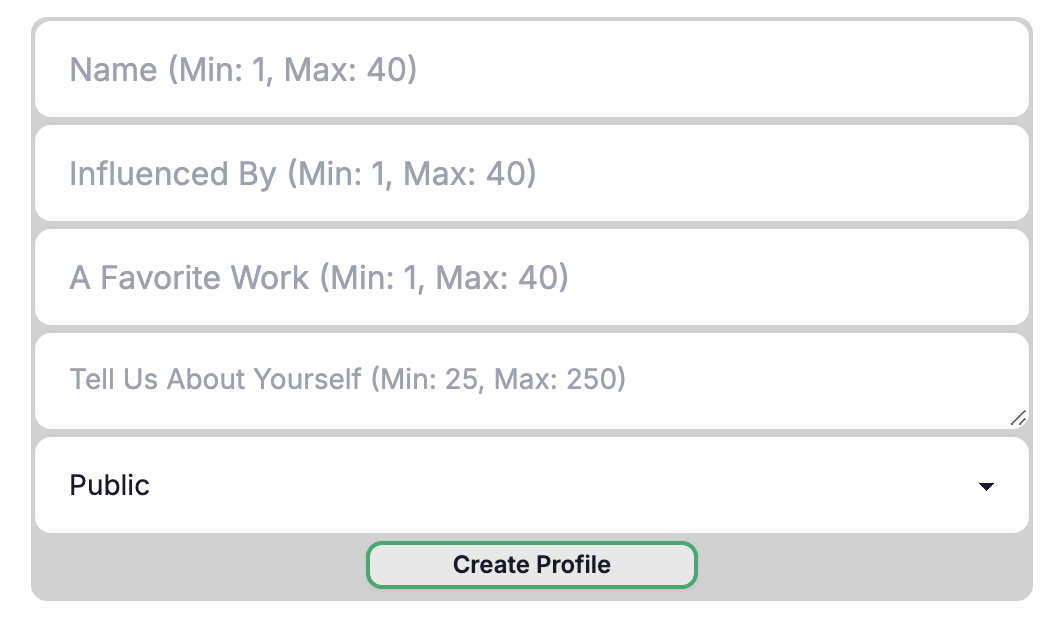 Name (Min: 1, Max: 40)
Influenced By (Min: 1, Max: 40)
A Favorite Work (Min: 1, Max: 40)
Tell Us About Yourself (Min: 25, Max: 250)
Public
Create Profile